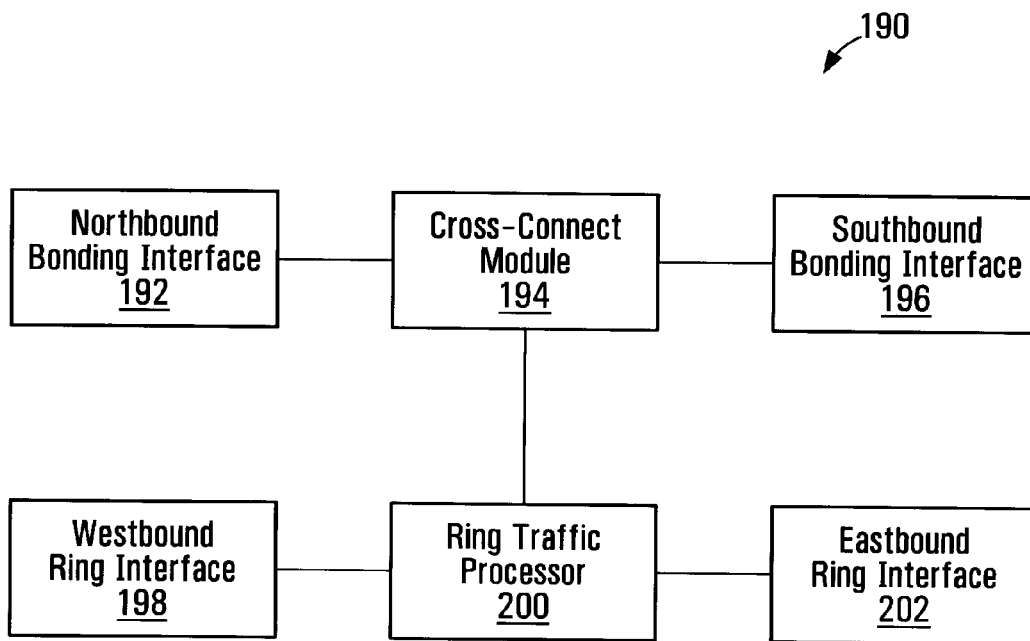 190
Northbound
Bonding Interface
192
Cross-Connect
Module
194
Southbound
Bonding Interface
196
Westbound
Ring Interface
198
Ring Traffic
Processor
200
Eastbound
Ring Interface
202